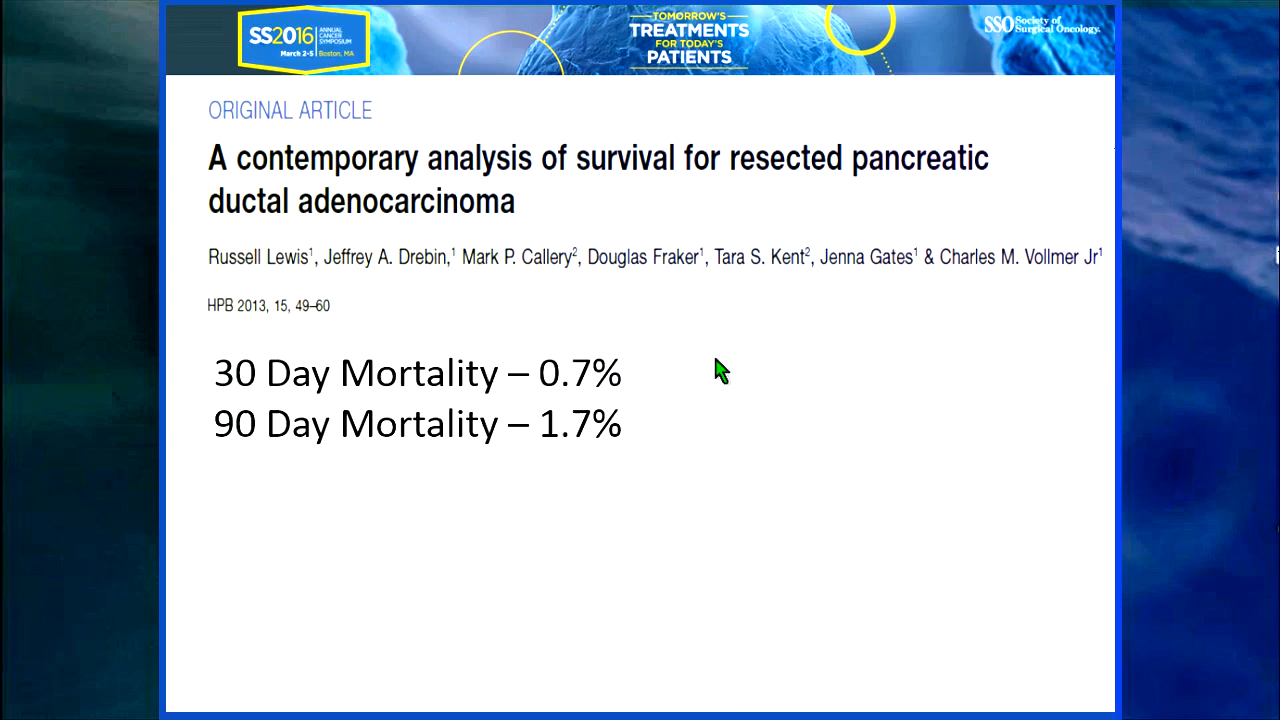 SS2016
ANNUAL
CANCER
SYMPOSIUM
March 2-5 | Boston, MA
TOMORROW'S
TREATMENTS
FOR TODAY'S
PATIENTS
SSO Society of
Surgical Oncology.
ORIGINAL ARTICLE
A contemporary analysis of survival for resected pancreatic
ductal adenocarcinoma
Russell Lewis¹, Jeffrey A. Drebin,¹ Mark P. Callery², Douglas Fraker¹, Tara S. Kent², Jenna Gates¹ & Charles M. Vollmer Jr¹
HPB 2013, 15, 49–60
30 Day Mortality – 0.7%
90 Day Mortality – 1.7%